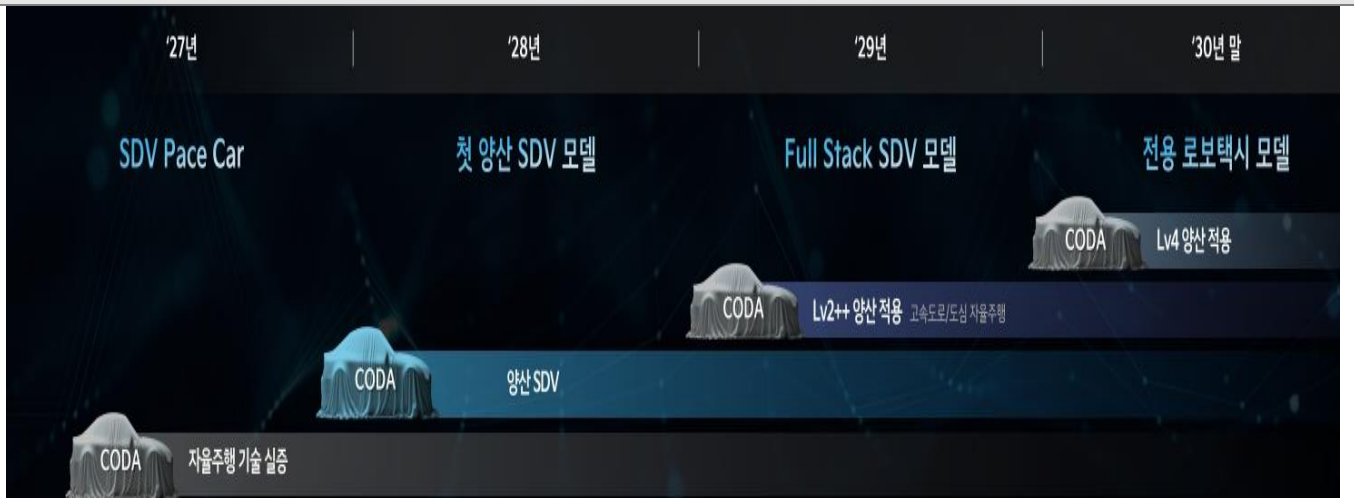 ‘27년
‘28년
‘29년
‘30년 말
SDV Pace Car
첫 양산 SDV 모델
Full Stack SDV 모델
전용 로보택시 모델
CODA
Lv4 양산 적용
CODA
Lv2++ 양산 적용 고속도로/도심 자율주행
CODA
양산 SDV
CODA
자율주행 기술 실증